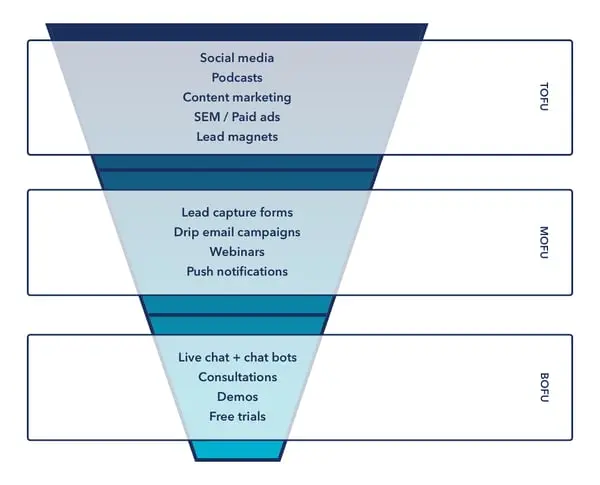 Social media
Podcasts
Content marketing
SEM / Paid ads
Lead magnets
TOFU
Lead capture forms
Drip email campaigns
Webinars
Push notifications
MOFU
Live chat + chat bots
Consultations
Demos
Free trials
BOFU